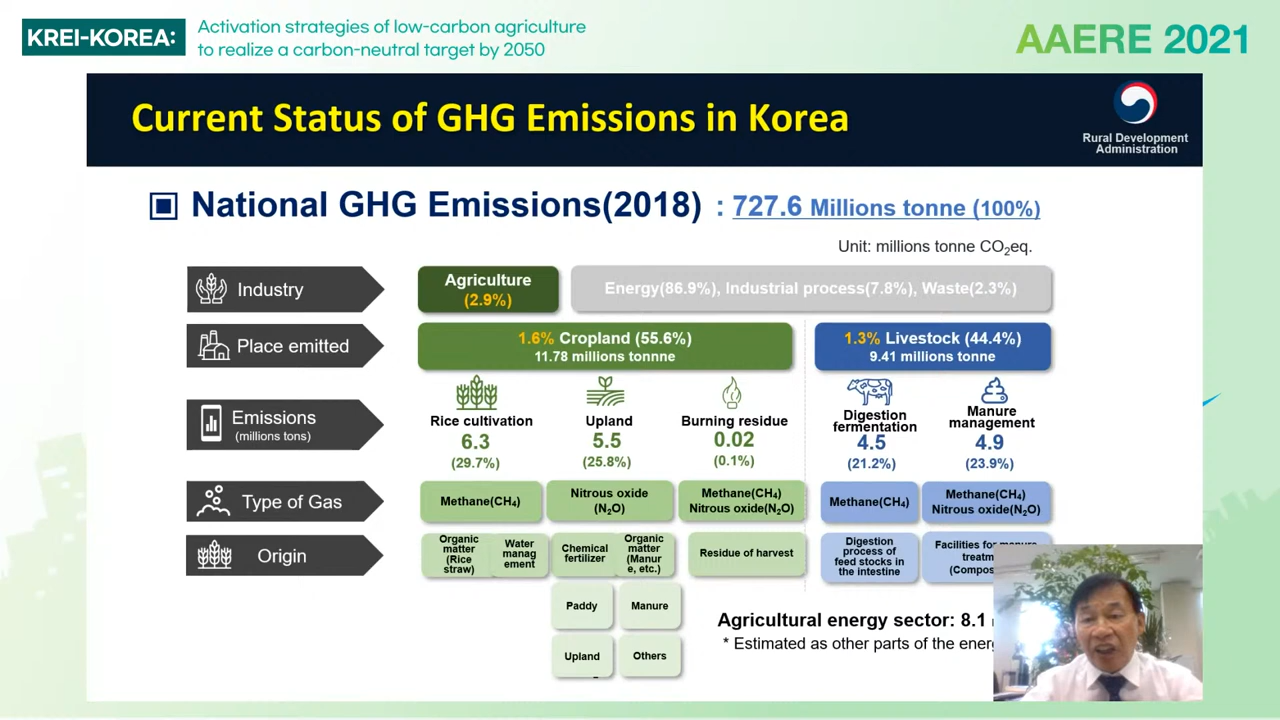 KREI-KOREA:
Activation strategies of low-carbon agriculture
to realize a carbon-neutral target by 2050
AAERE 2021
Current Status of GHG Emissions in Korea
Rural Development
Administration
National GHG Emissions(2018) : 727.6 Millions tonne (100%)
Unit: millions tonne CO₂eq.
Industry
Agriculture
(2.9%)
Energy(86.9%), Industrial process(7.8%), Waste(2.3%)
Place emitted
1.6% Cropland (55.6%)
11.78 millions tonnne
1.3% Livestock (44.4%)
9.41 millions tonne
Emissions
(millions tons)
Rice cultivation
6.3
(29.7%)
Upland
5.5
(25.8%)
Burning residue
0.02
(0.1%)
Digestion
fermentation
4.5
(21.2%)
Manure
management
4.9
(23.9%)
Type of Gas
Methane(CH₄)
Nitrous oxide
(N₂O)
Methane(CH₄)
Nitrous oxide(N₂O)
Methane(CH₄)
Methane(CH₄)
Nitrous oxide(N₂O)
Origin
Organic
matter
(Rice
straw)
Water
manag
ement
Chemical
fertilizer
Organic
matter
(Manur
e, etc.)
Residue of harvest
Digestion
process of
feed stocks in
the intestine
Facilities for manure
Paddy
Manure
Upland
Others
Agricultural energy sector: 8.1
* Estimated as other parts of the